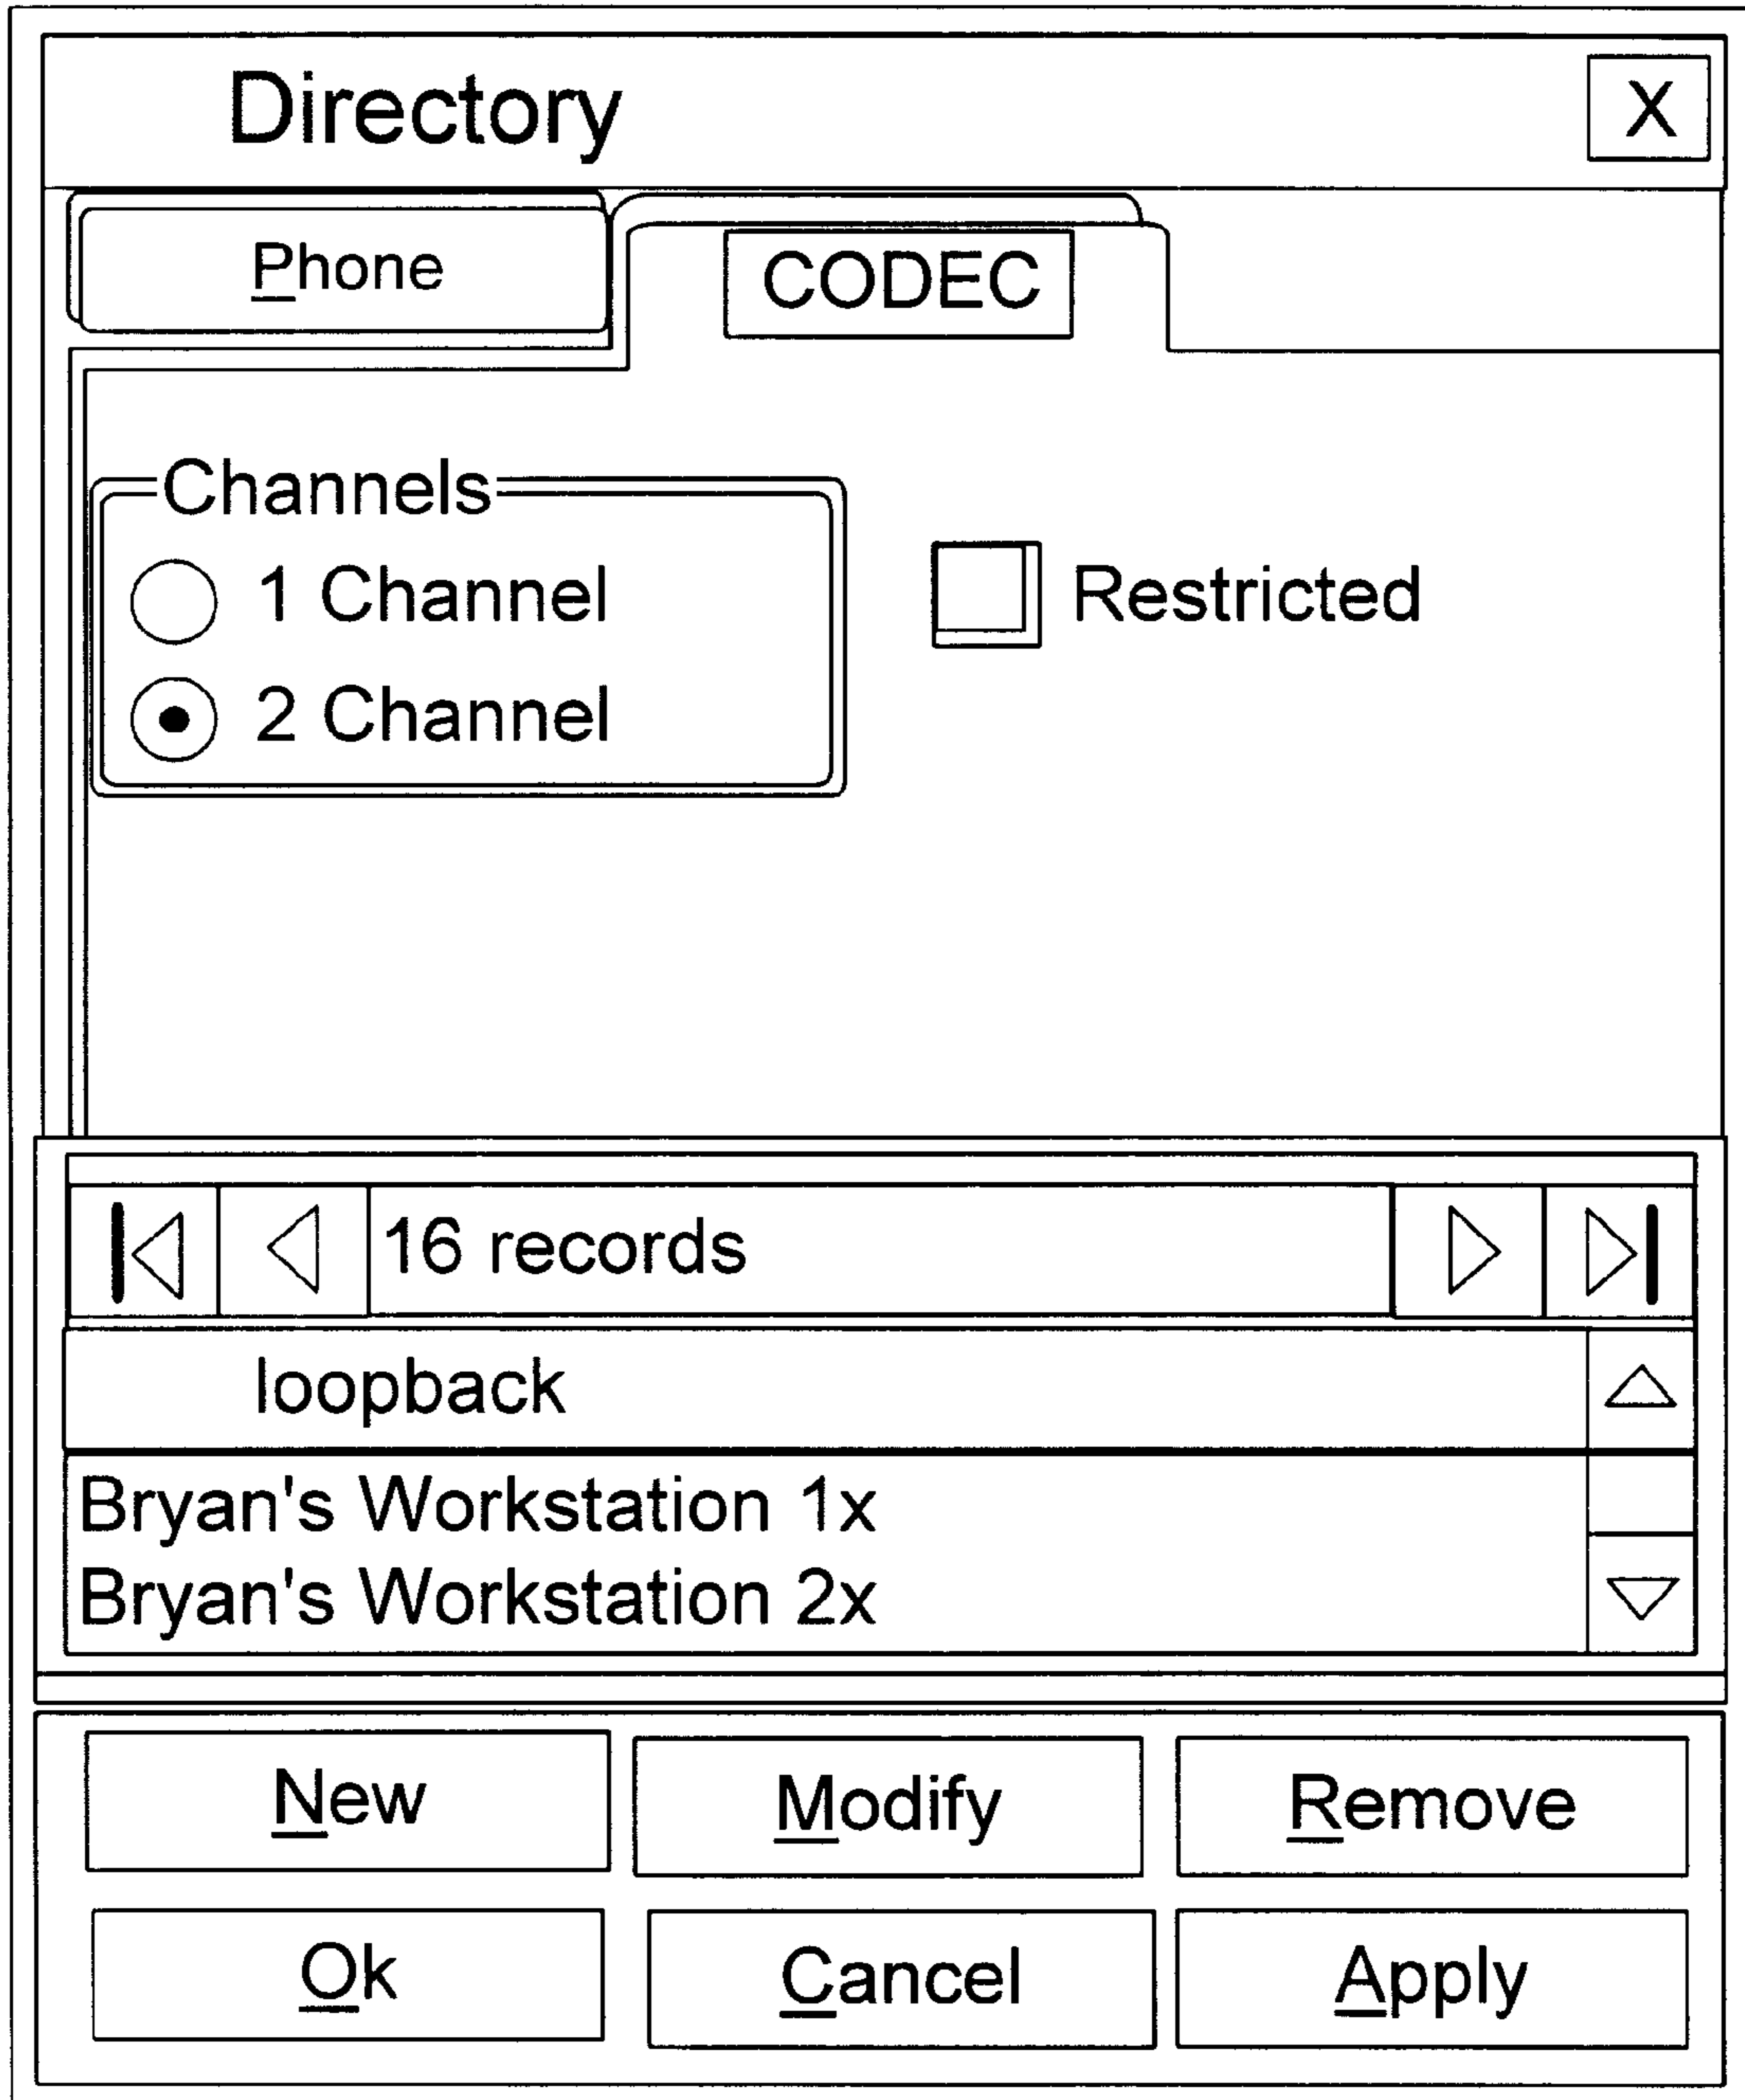 Directory X
Phone CODEC
Channels
1 Channel Restricted
2 Channel
16 records
loopback
Bryan's Workstation 1x
Bryan's Workstation 2x
New Modify Remove
Ok Cancel Apply